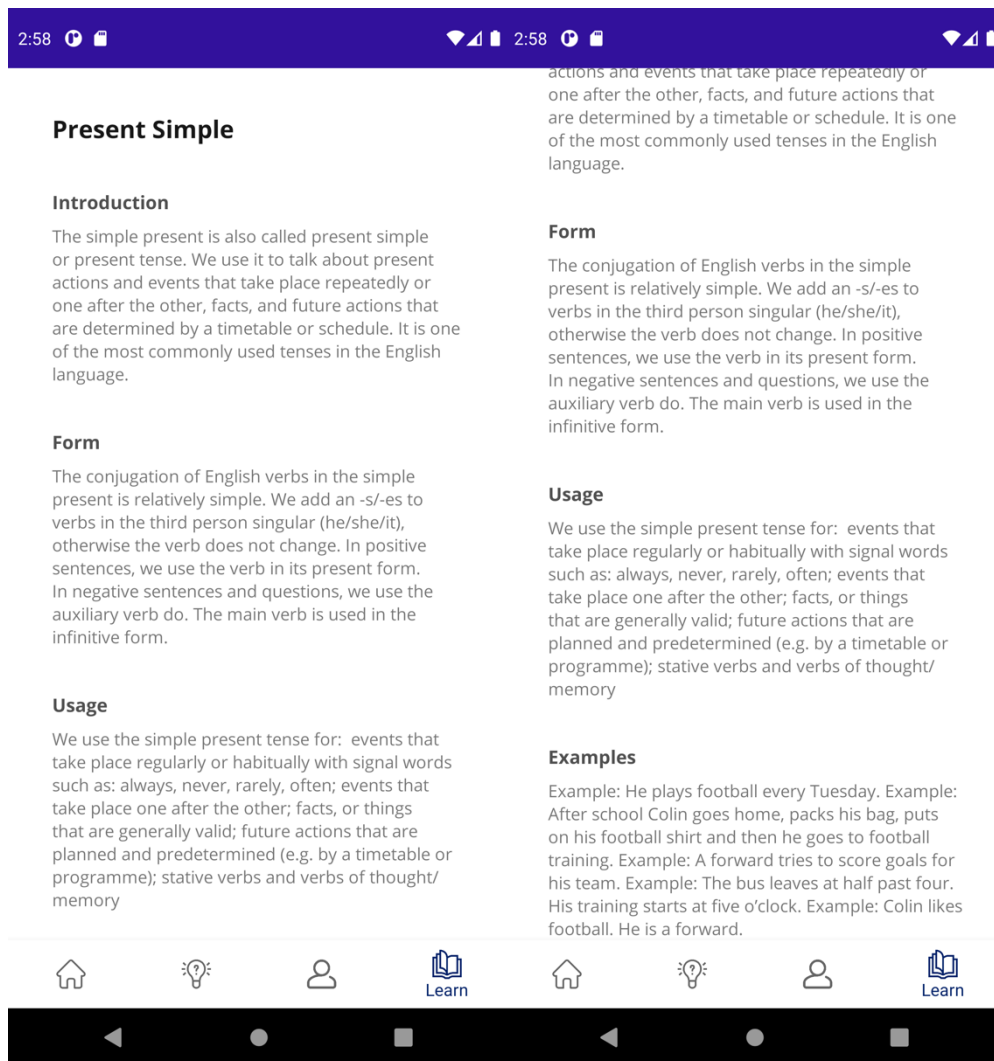 2:58
Present Simple
Introduction
The simple present is also called present simple
or present tense. We use it to talk about present
actions and events that take place repeatedly or
one after the other, facts, and future actions that
are determined by a timetable or schedule. It is one
of the most commonly used tenses in the English
language.
Form
The conjugation of English verbs in the simple
present is relatively simple. We add an -s/-es to
verbs in the third person singular (he/she/it),
otherwise the verb does not change. In positive
sentences, we use the verb in its present form.
In negative sentences and questions, we use the
auxiliary verb do. The main verb is used in the
infinitive form.
Usage
We use the simple present tense for:  events that
take place regularly or habitually with signal words
such as: always, never, rarely, often; events that
take place one after the other; facts, or things
that are generally valid; future actions that are
planned and predetermined (e.g. by a timetable or
programme); stative verbs and verbs of thought/
memory
Learn
2:58
actions and events that take place repeatedly or
one after the other, facts, and future actions that
are determined by a timetable or schedule. It is one
of the most commonly used tenses in the English
language.
Form
The conjugation of English verbs in the simple
present is relatively simple. We add an -s/-es to
verbs in the third person singular (he/she/it),
otherwise the verb does not change. In positive
sentences, we use the verb in its present form.
In negative sentences and questions, we use the
auxiliary verb do. The main verb is used in the
infinitive form.
Usage
We use the simple present tense for:  events that
take place regularly or habitually with signal words
such as: always, never, rarely, often; events that
take place one after the other; facts, or things
that are generally valid; future actions that are
planned and predetermined (e.g. by a timetable or
programme); stative verbs and verbs of thought/
memory
Examples
Example: He plays football every Tuesday. Example:
After school Colin goes home, packs his bag, puts
on his football shirt and then he goes to football
training. Example: A forward tries to score goals for
his team. Example: The bus leaves at half past four.
His training starts at five o’clock. Example: Colin likes
football. He is a forward.
Learn